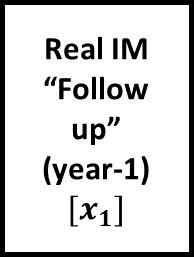 Real IM
“Follow
up”
(year-1)
[𝒙₁]